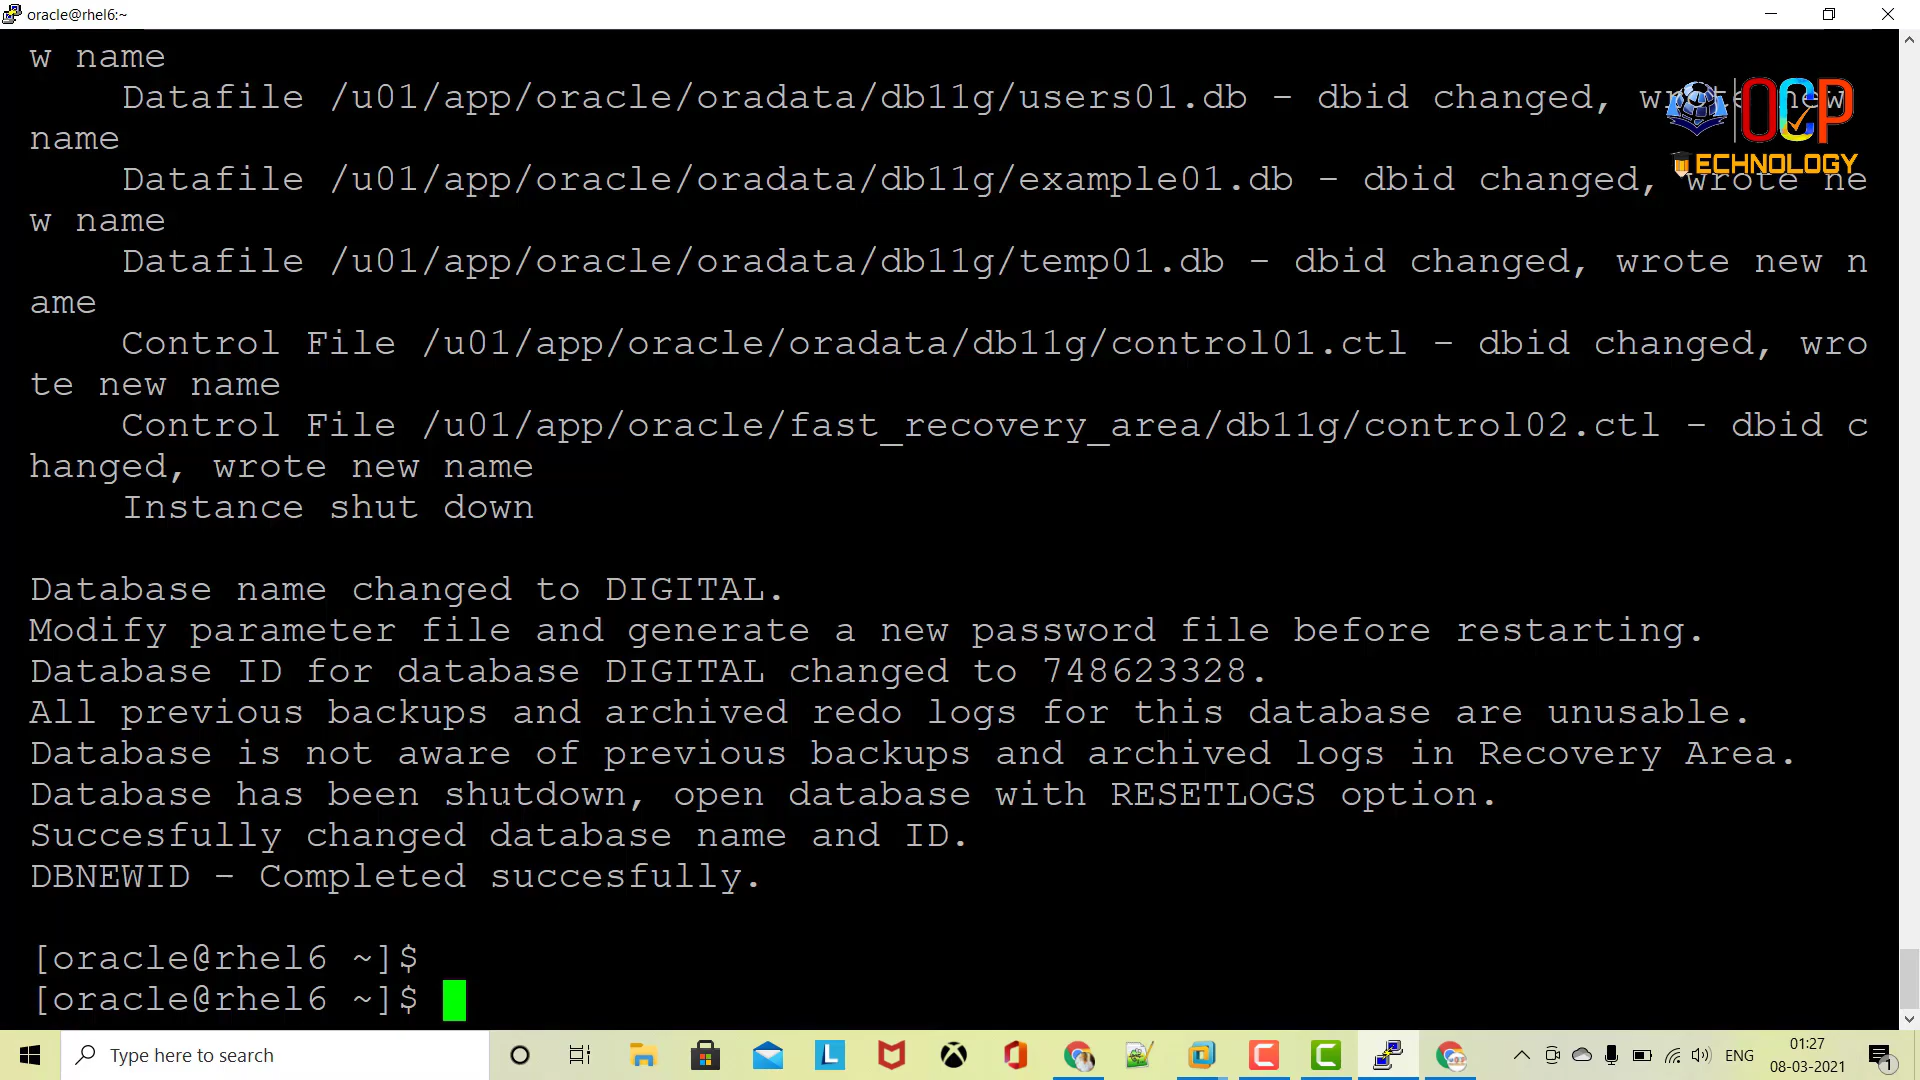 oracle@rhel6:~
w name
Datafile /u01/app/oracle/oradata/db11g/users01.db - dbid changed, wrote new
name
Datafile /u01/app/oracle/oradata/db11g/example01.db - dbid changed, wrote ne
w name
Datafile /u01/app/oracle/oradata/db11g/temp01.db - dbid changed, wrote new n
ame
Control File /u01/app/oracle/oradata/db11g/control01.ctl - dbid changed, wro
te new name
Control File /u01/app/oracle/fast_recovery_area/db11g/control02.ctl - dbid c
hanged, wrote new name
Instance shut down
Database name changed to DIGITAL.
Modify parameter file and generate a new password file before restarting.
Database ID for database DIGITAL changed to 748623328.
All previous backups and archived redo logs for this database are unusable.
Database is not aware of previous backups and archived logs in Recovery Area.
Database has been shutdown, open database with RESETLOGS option.
Succesfully changed database name and ID.
DBNEWID - Completed succesfully.
[oracle@rhel6 ~]$
[oracle@rhel6 ~]$
OCP
TECHNOLOGY
Type here to search
ENG
01:27
08-03-2021
1